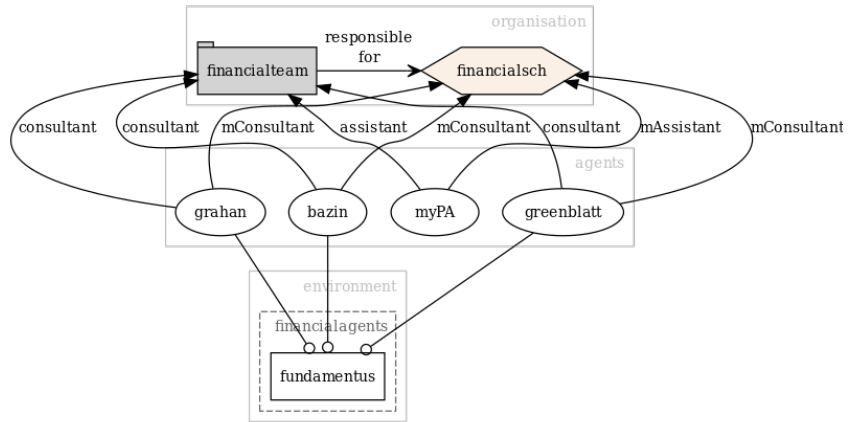 organisation
responsible
for
financialteam
financialsch
consultant
consultant
mConsultant
assistant
mConsultant
consultant
mAssistant
mConsultant
agents
grahan
bazin
myPA
greenblatt
environment
financialagents
fundamentus